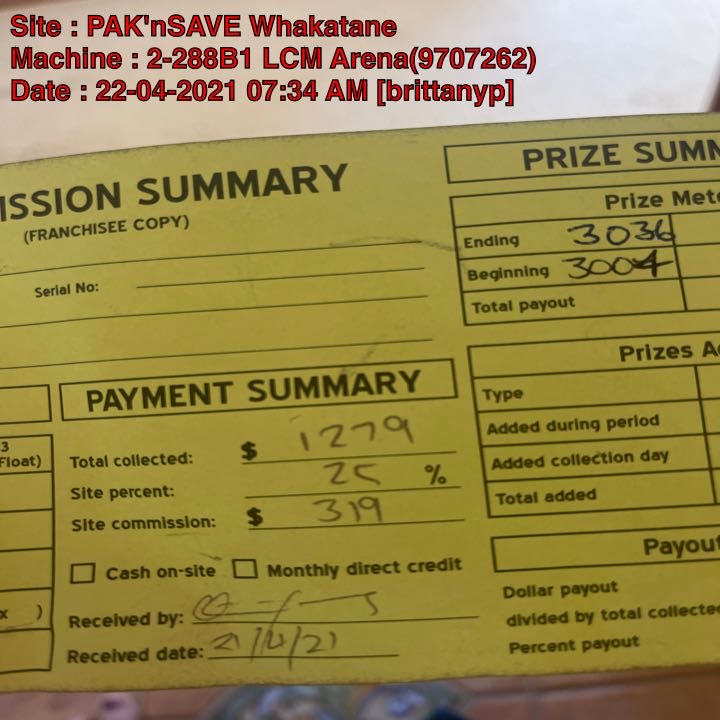 Site : PAK'nSAVE Whakatane
Machine : 2-288B1 LCM Arena(9707262)
Date : 22-04-2021 07:34 AM [brittanyp]
ISSION SUMMARY
(FRANCHISEE COPY)
Serial No:
PRIZE SUMM
Prize Mete
Ending 3036
Beginning 3004
Total payout
PAYMENT SUMMARY
3
Float)
Total collected: $ 1279
Site percent: 25 %
Site commission: $ 319
Cash on-site Monthly direct credit
x )
Received by:
Received date: 21/4/21
Prizes A
Type
Added during period
Added collection day
Total added
Payou
Dollar payout
divided by total collecte
Percent payout